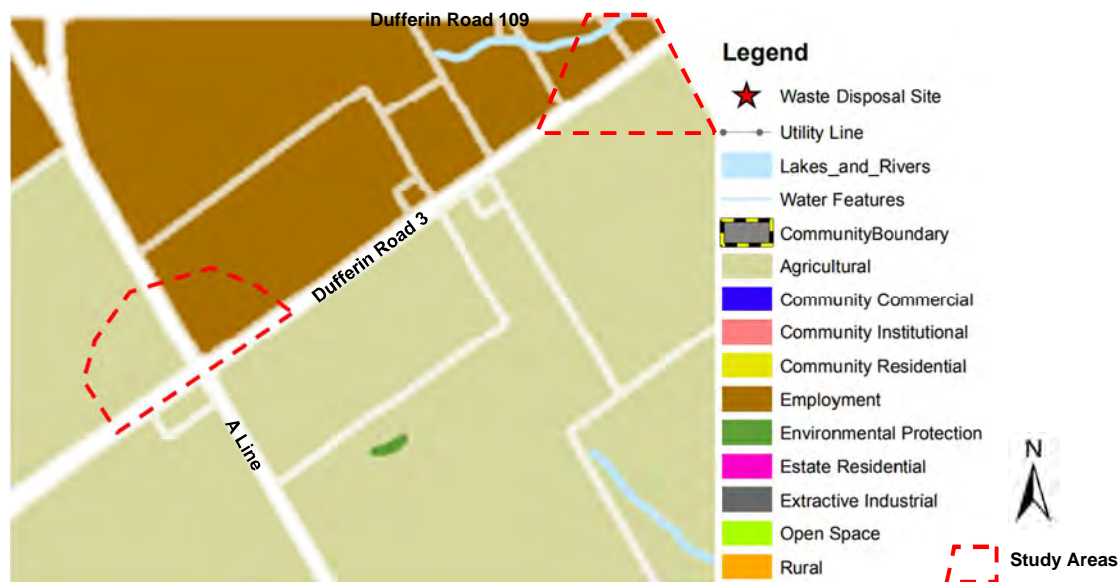 Dufferin Road 109
Dufferin Road 3
A Line
Legend
Waste Disposal Site
Utility Line
Lakes_and_Rivers
Water Features
CommunityBoundary
Agricultural
Community Commercial
Community Institutional
Community Residential
Employment
Environmental Protection
Estate Residential
Extractive Industrial
Open Space
Rural
N
Study Areas